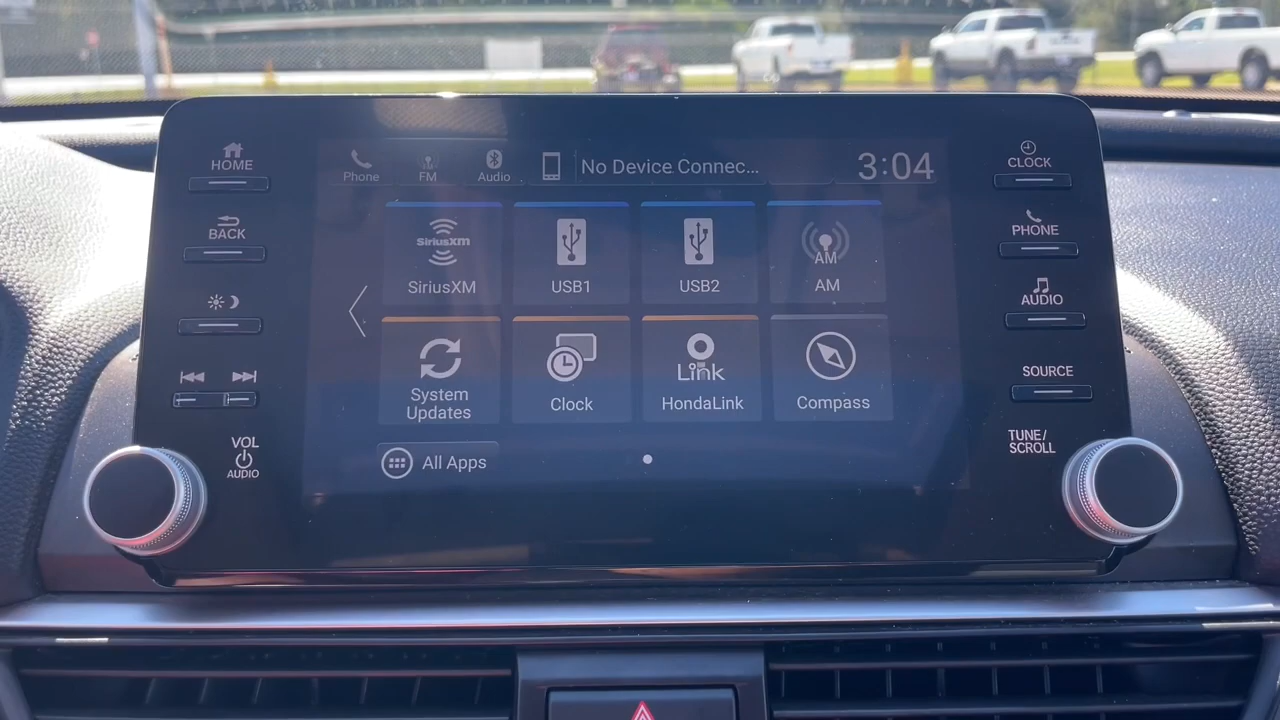 HOME
BACK
VOL
AUDIO
Phone
FM
Audio
No Device Connec...
3:04
SiriusXM
SiriusXM
USB1
USB2
AM
AM
System
Updates
Clock
Link
HondaLink
Compass
All Apps
CLOCK
PHONE
AUDIO
SOURCE
TUNE/
SCROLL